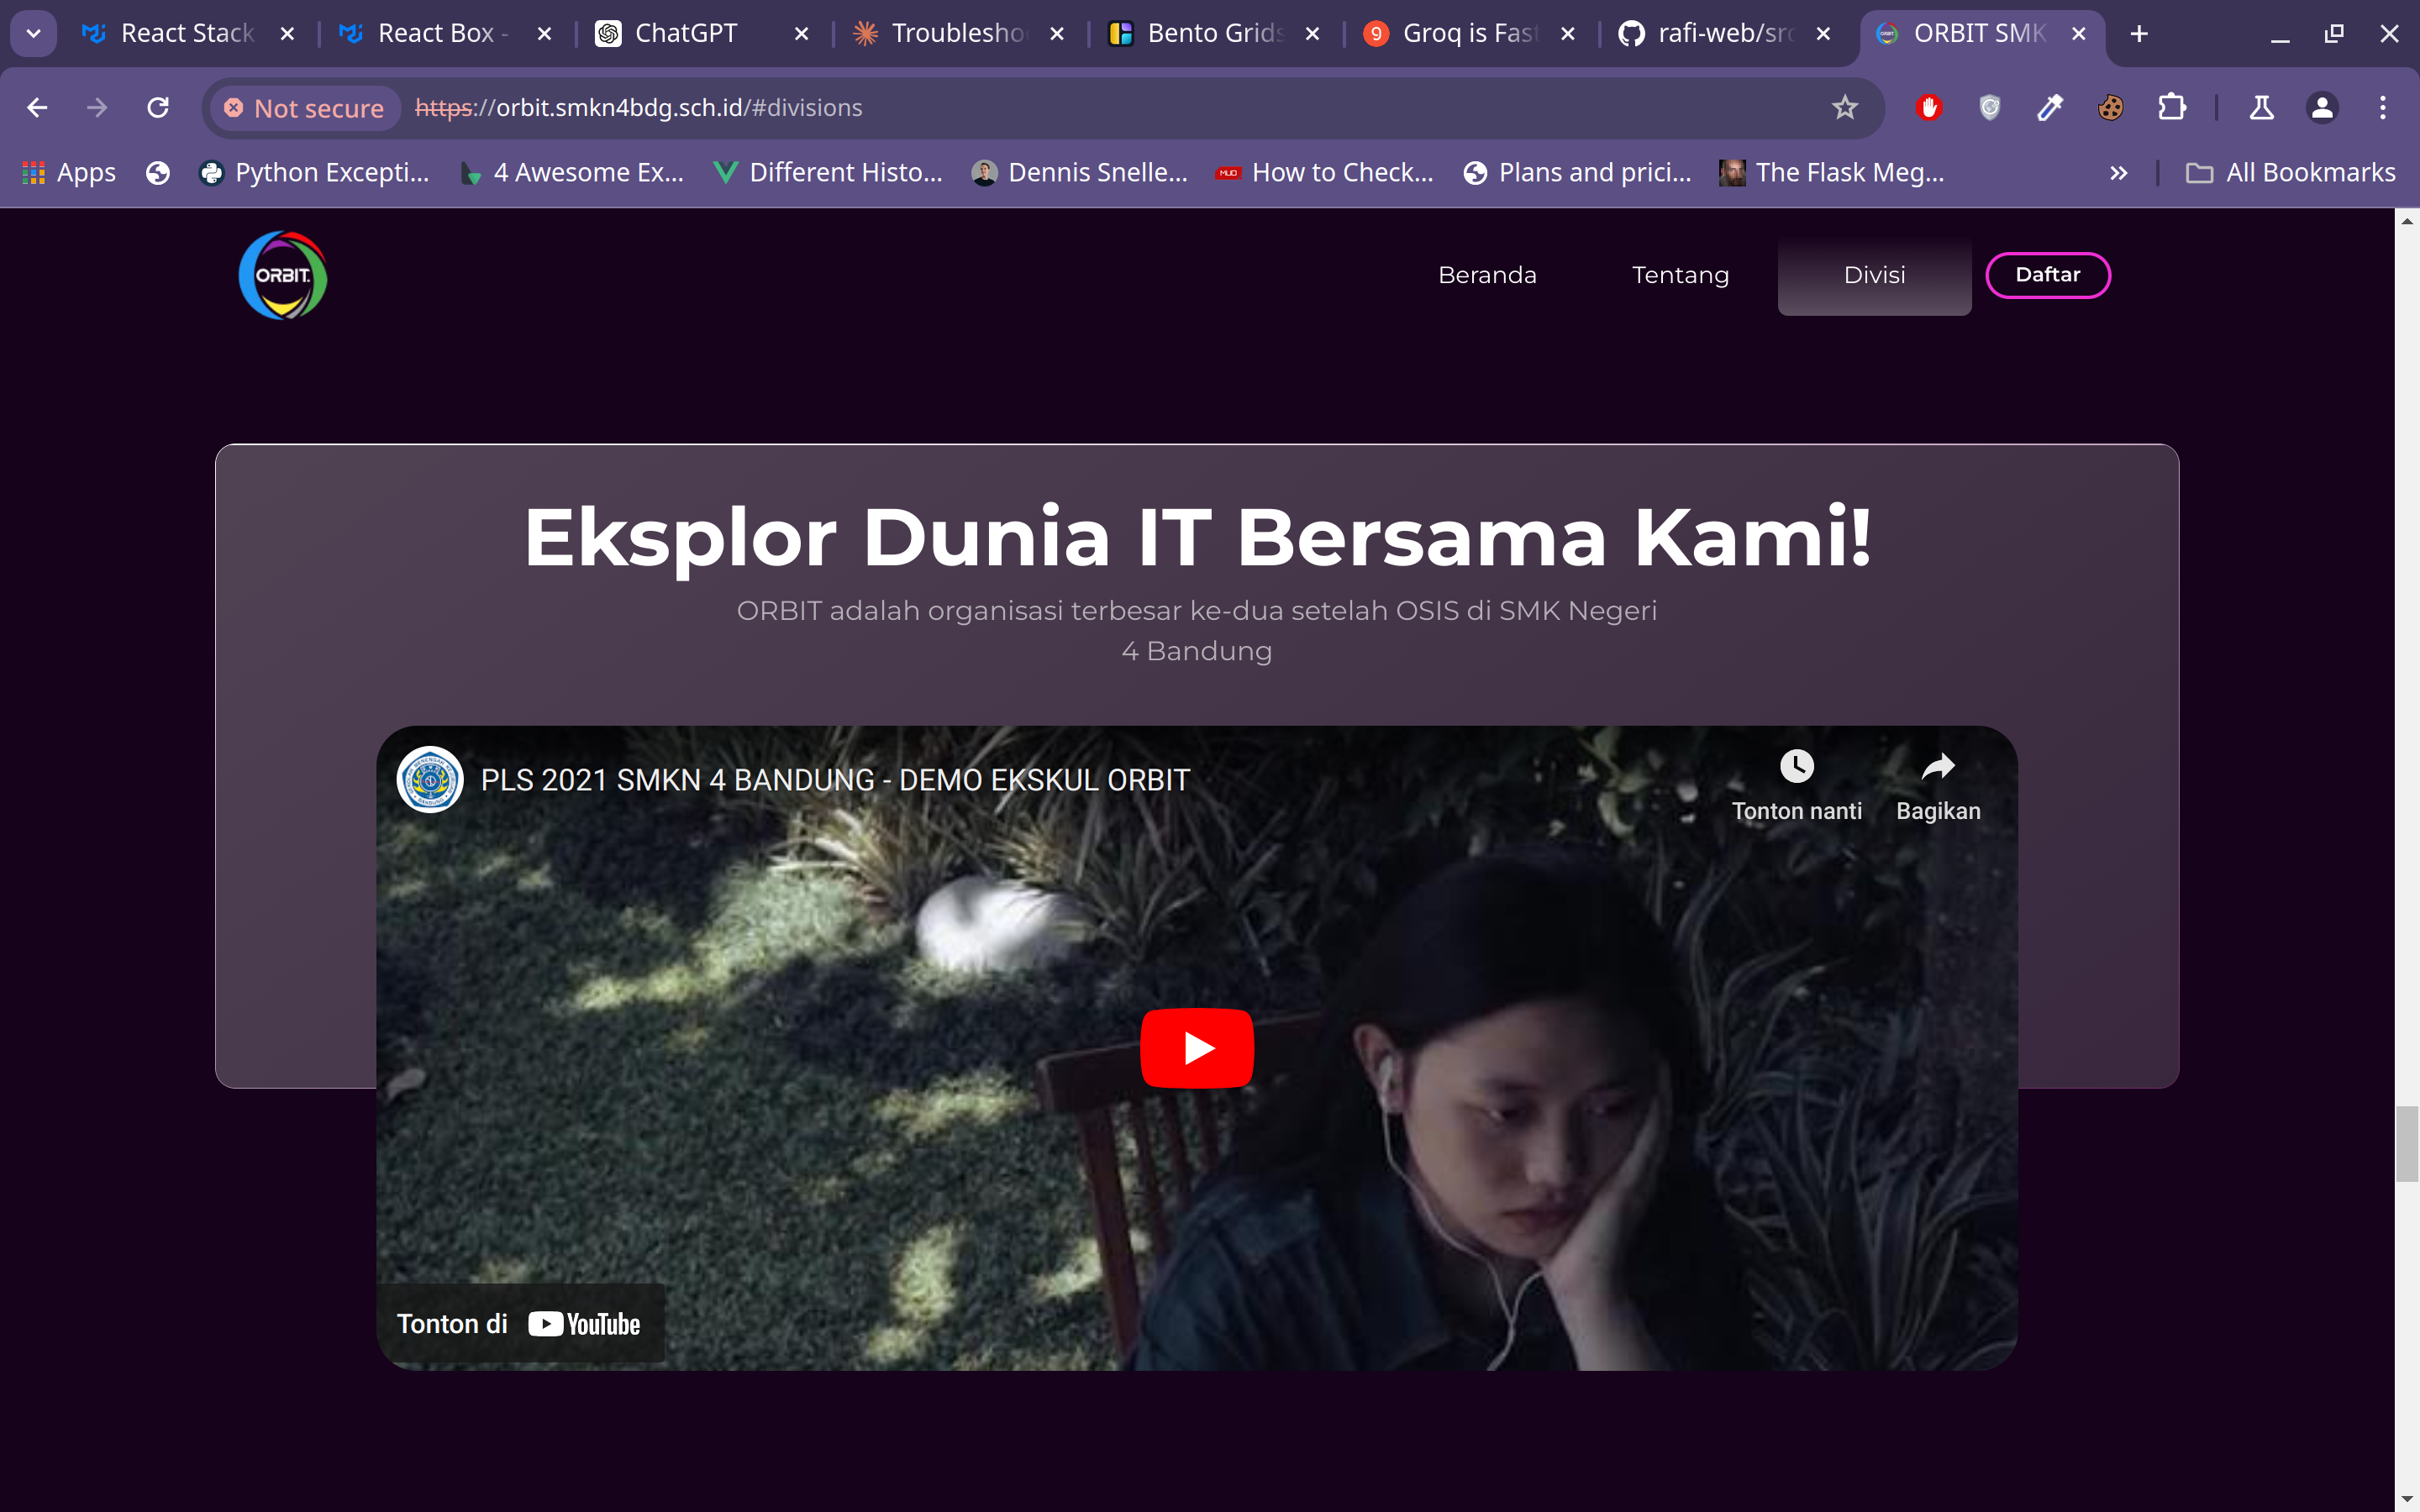 React Stack
React Box -
ChatGPT
Troublesho
Bento Grids
Groq is Fast
rafi-web/src
ORBIT SMK
Not secure
https://orbit.smkn4bdg.sch.id/#divisions
Apps
Python Excepti...
4 Awesome Ex...
Different Histo...
Dennis Snelle...
MUO
How to Check...
Plans and prici...
The Flask Meg...
All Bookmarks
ORBIT.
Beranda
Tentang
Divisi
Daftar
Eksplor Dunia IT Bersama Kami!
ORBIT adalah organisasi terbesar ke-dua setelah OSIS di SMK Negeri
4 Bandung
PLS 2021 SMKN 4 BANDUNG - DEMO EKSKUL ORBIT
Tonton nanti
Bagikan
Tonton di YouTube